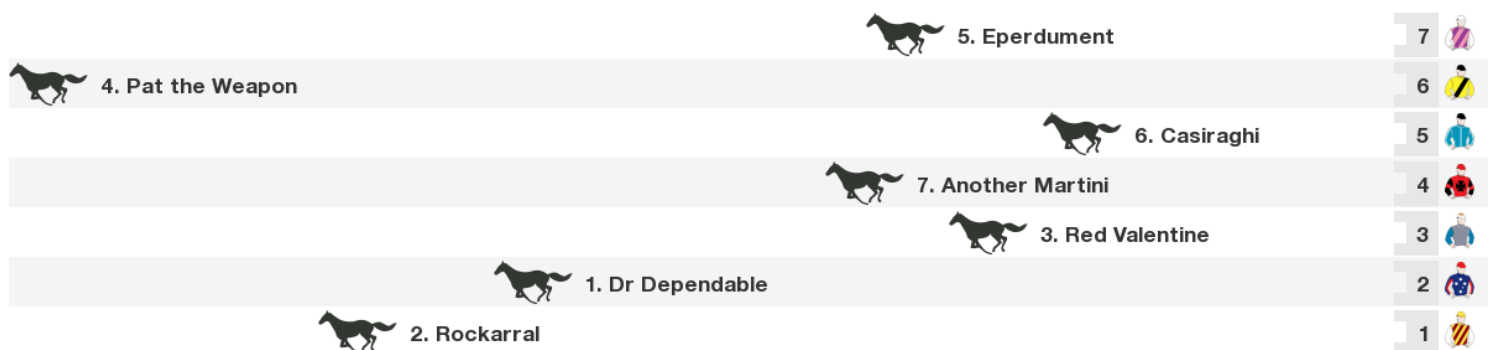 5. Eperdument 7
4. Pat the Weapon 6
6. Casiraghi 5
7. Another Martini 4
3. Red Valentine 3
1. Dr Dependable 2
2. Rockarral 1